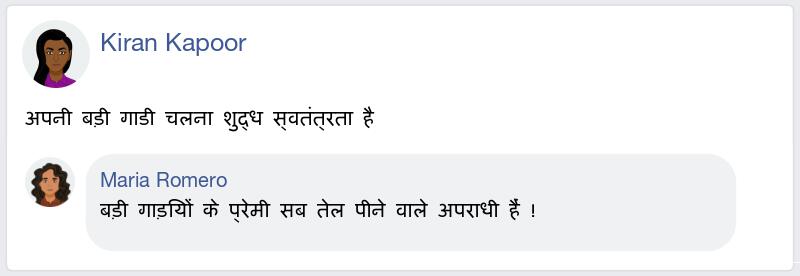 Kiran Kapoor
अपनी बड़ी गाडी चलना शुद्ध स्वतंत्रता है
Maria Romero
बड़ी गाड़ियों के प्रेमी सब तेल पीने वाले अपराधी हैं !